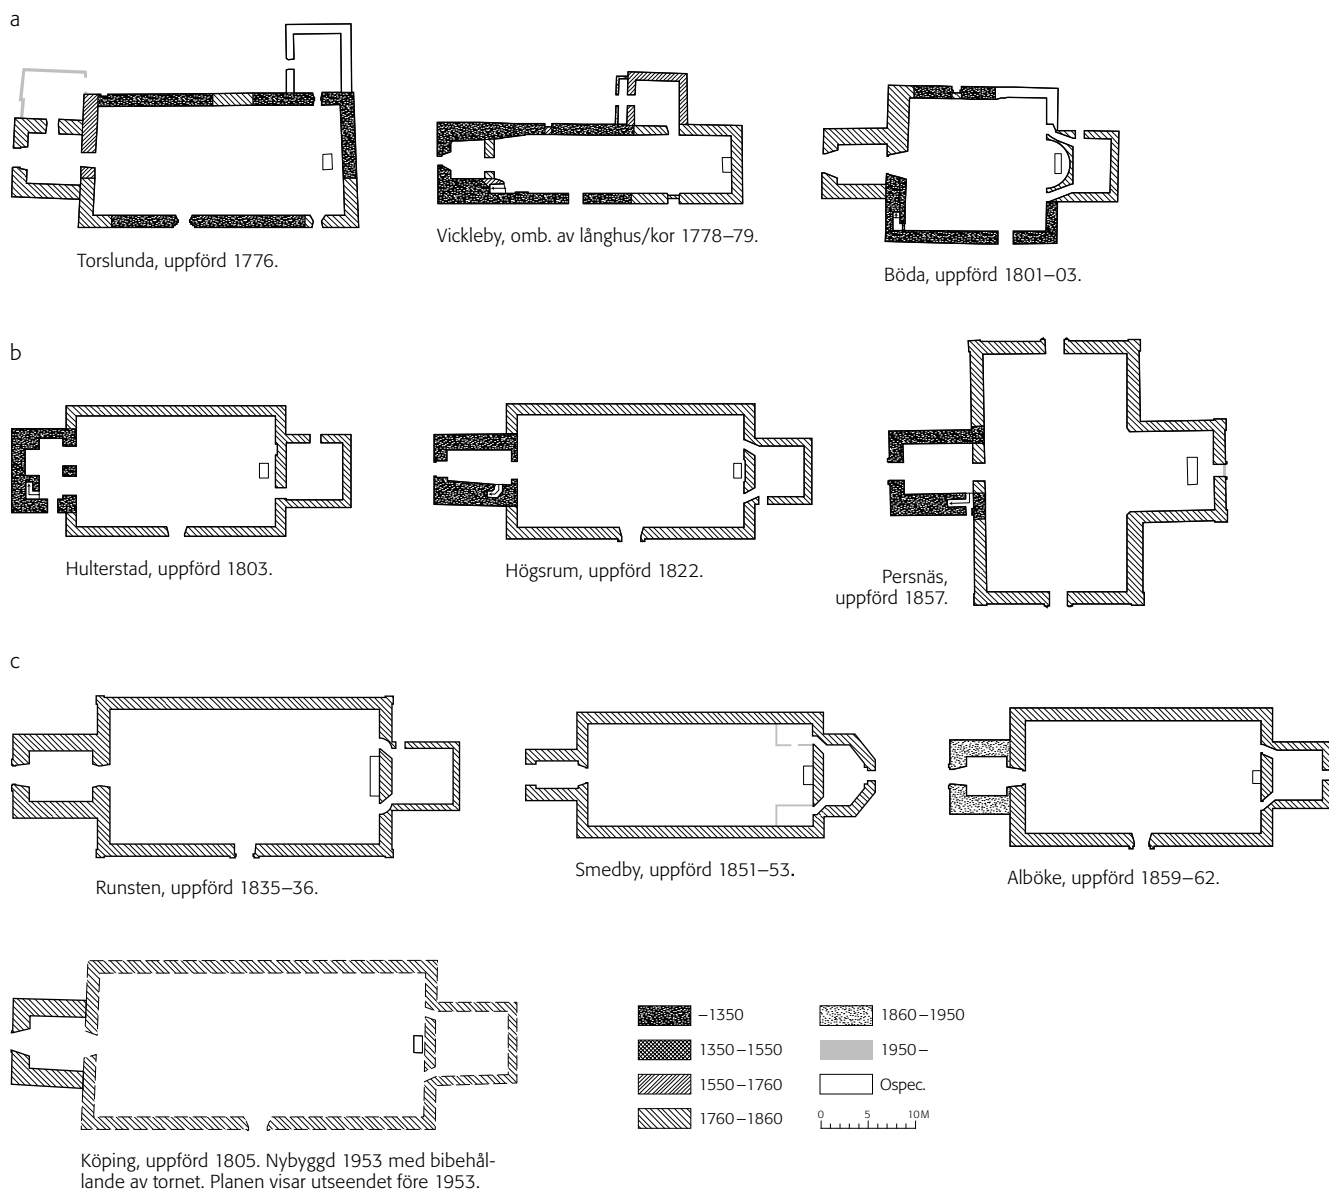 a
Torslunda, uppförd 1776.
Vickleby, omb. av långhus/kor 1778–79.
Böda, uppförd 1801–03.
b
Hulterstad, uppförd 1803.
Högsrum, uppförd 1822.
Persnäs,
uppförd 1857.
c
Runsten, uppförd 1835–36.
Smedby, uppförd 1851–53.
Alböke, uppförd 1859–62.
Köping, uppförd 1805. Nybyggd 1953 med bibehål-
lande av tornet. Planen visar utseendet före 1953.
–1350
1350–1550
1550–1760
1760–1860
1860–1950
1950–
Ospec.
0 5 10M